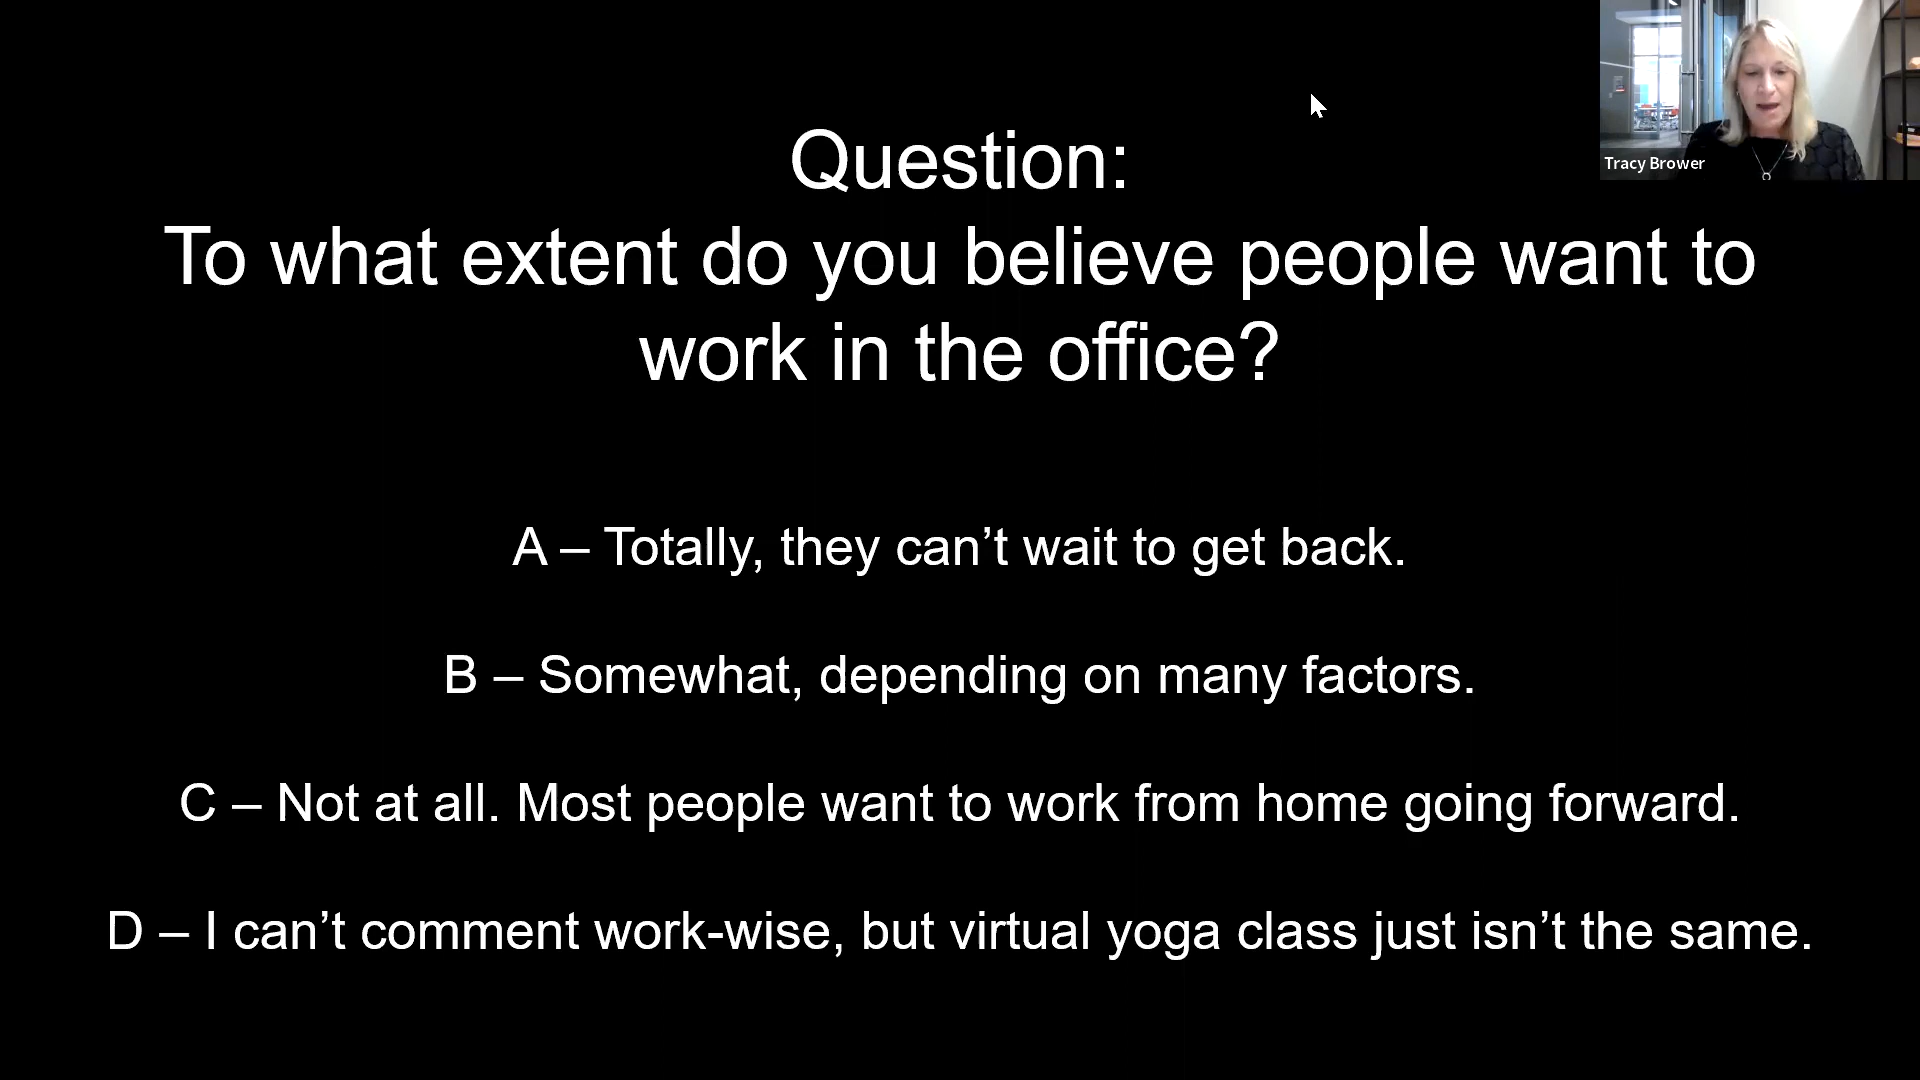 Tracy Brower
Question:
To what extent do you believe people want to
work in the office?
A – Totally, they can’t wait to get back.
B – Somewhat, depending on many factors.
C – Not at all. Most people want to work from home going forward.
D – I can’t comment work-wise, but virtual yoga class just isn’t the same.